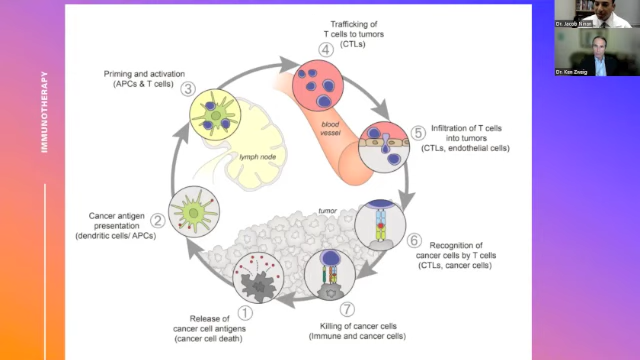 IMMUNOTHERAPY
Trafficking of
T cells to tumors
(CTLs)
4
Priming and activation
(APCs & T cells)
3
blood
vessel
5
Infiltration of T cells
into tumors
(CTLs, endothelial cells)
lymph node
Cancer antigen
presentation
(dendritic cells/ APCs)
2
tumor
6
Recognition of
cancer cells by T cells
(CTLs, cancer cells)
1
Release of
cancer cell antigens
(cancer cell death)
7
Killing of cancer cells
(Immune and cancer cells)
Dr. Jacob
Dr. Ken Zweig